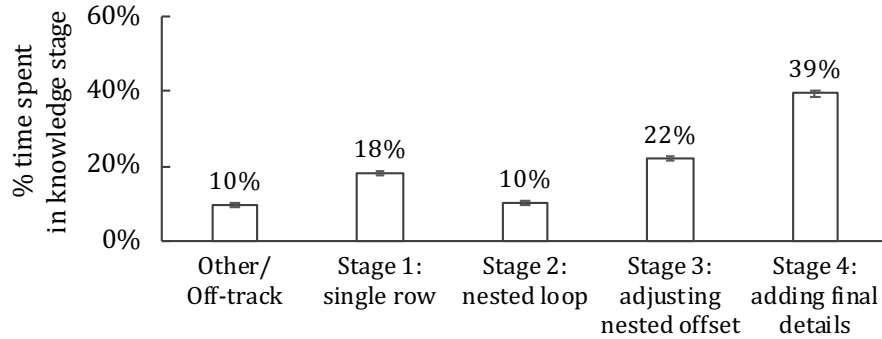 % time spent
in knowledge stage
60%
40%
20%
0%
10%
18%
10%
22%
39%
Other/
Off-track
Stage 1:
single row
Stage 2:
nested loop
Stage 3:
adjusting
nested offset
Stage 4:
adding final
details